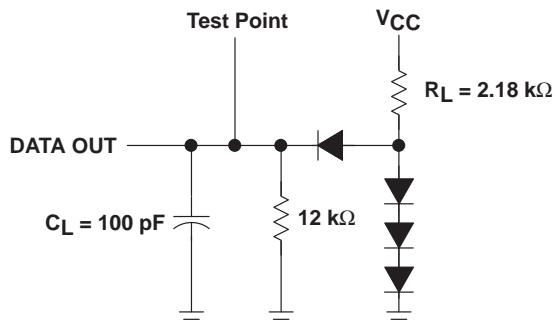 Test Point
VCC
RL = 2.18 kΩ
DATA OUT
CL = 100 pF
12 kΩ